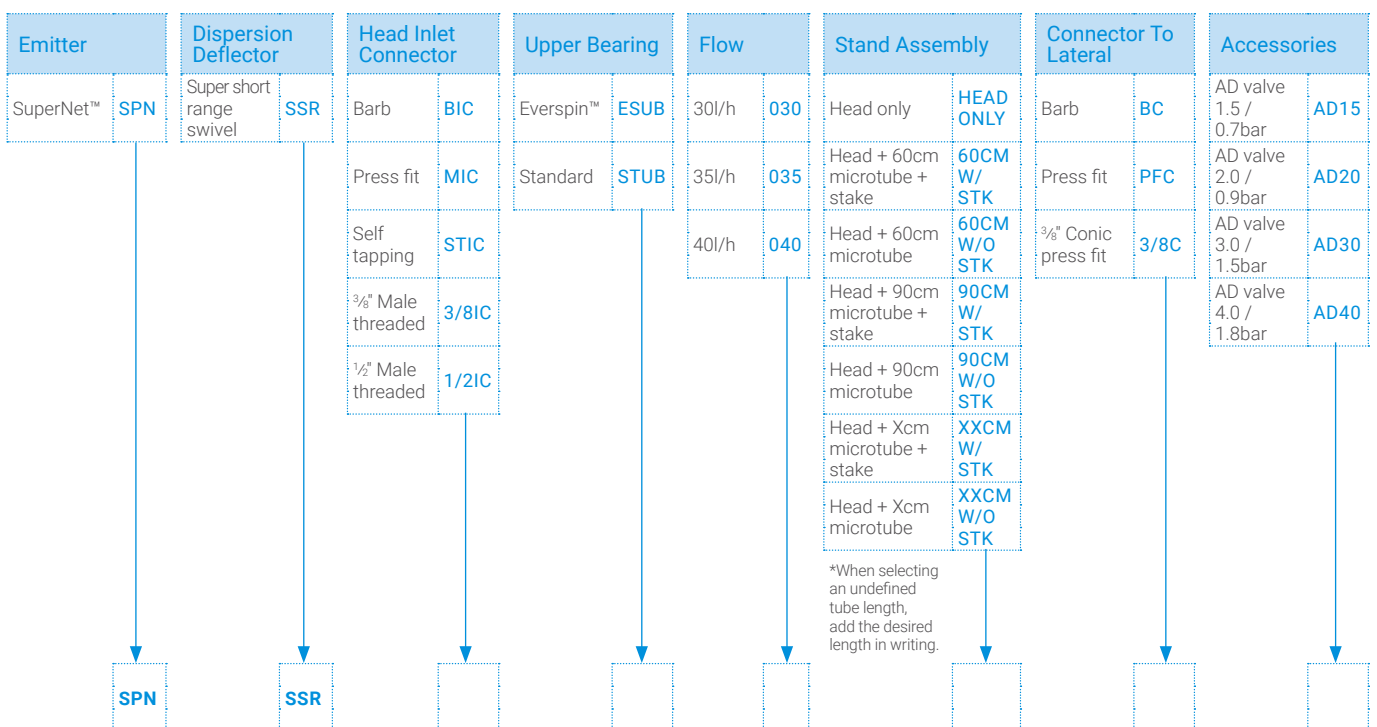 Emitter
SuperNet™ SPN
SPN
Dispersion
Deflector
Super short
range
swivel
SSR
SSR
Head Inlet
Connector
Barb BIC
Press fit MIC
Self
tapping
STIC
⅜" Male
threaded
3/8IC
½" Male
threaded
1/2IC
Upper Bearing
Everspin™ ESUB
Standard STUB
Flow
30l/h 030
35l/h 035
40l/h 040
Stand Assembly
Head only
HEAD
ONLY
Head + 60cm
microtube +
stake
60CM
W/
STK
Head + 60cm
microtube
60CM
W/O
STK
Head + 90cm
microtube +
stake
90CM
W/
STK
Head + 90cm
microtube
90CM
W/O
STK
Head + Xcm
microtube +
stake
XXCM
W/
STK
Head + Xcm
microtube
XXCM
W/O
STK
*When selecting
an undefined
tube length,
add the desired
length in writing.
Connector To
Lateral
Barb BC
Press fit PFC
⅜" Conic
press fit
3/8C
Accessories
AD valve
1.5 /
0.7bar
AD15
AD valve
2.0 /
0.9bar
AD20
AD valve
3.0 /
1.5bar
AD30
AD valve
4.0 /
1.8bar
AD40